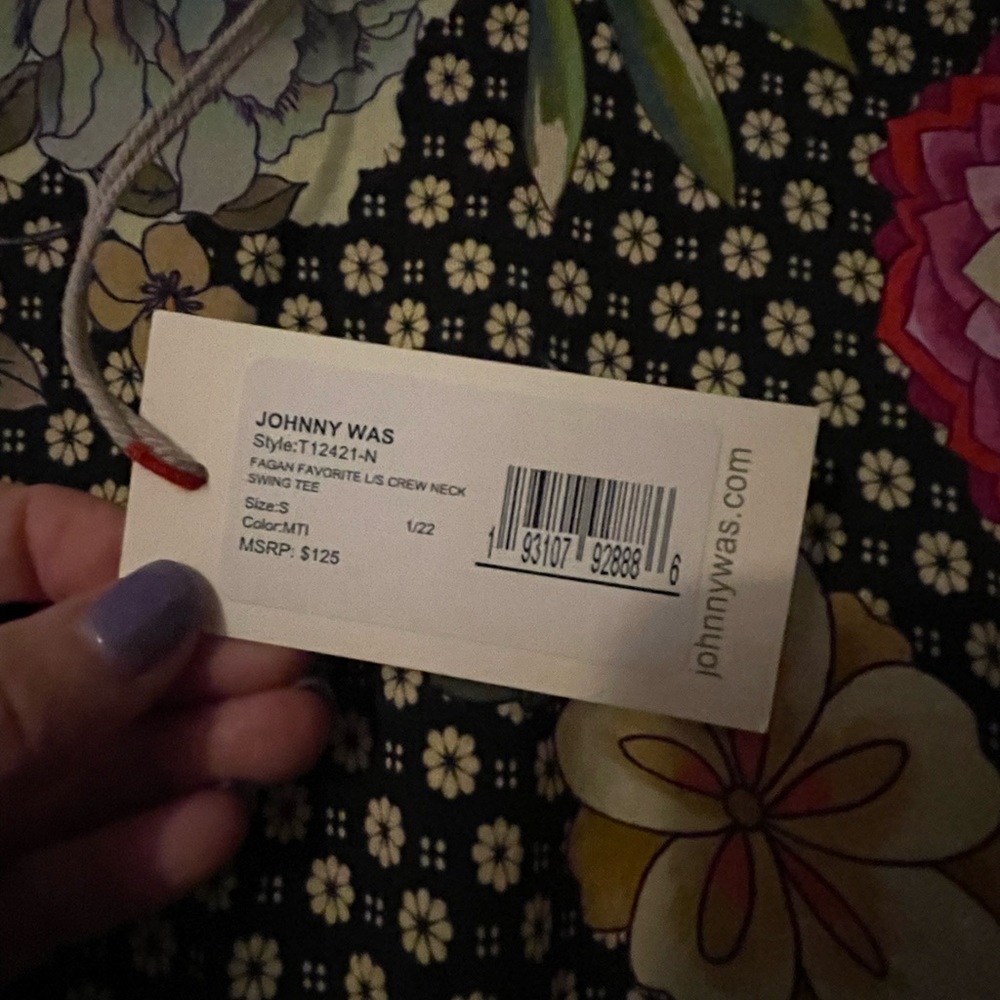 JOHNNY WAS
Style:T12421-N
FAGAN FAVORITE L/S CREW NECK
SWING TEE
Size:S
Color:MTI 1/22
MSRP: $125
1 93107 92888 6
johnnywas.com